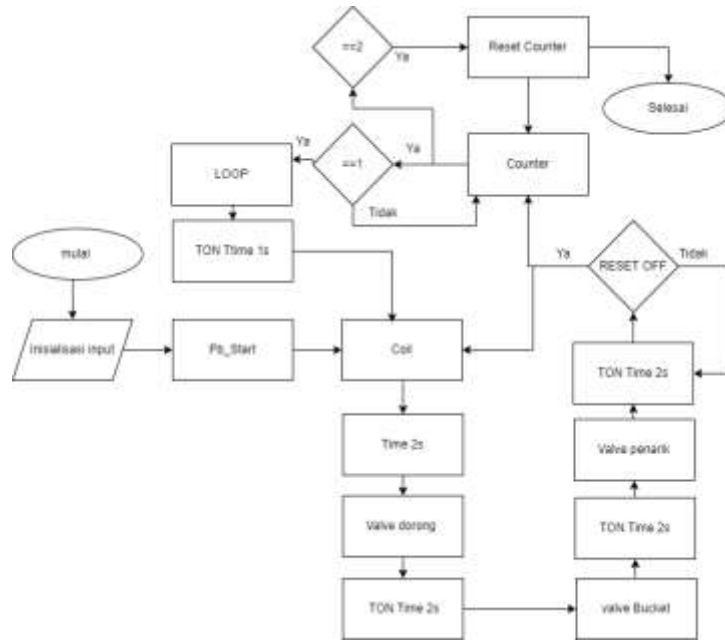 ==2
Ya
Reset Counter
Selesai
Ya
==1
Ya
Counter
LOOP
Tidak
TON Ttime 1s
mulai
Ya
RESET OFF
Tidak
Inisialisasi input
Pb_Start
Coil
TON Time 2s
Time 2s
Valve penarik
Valve dorong
TON Time 2s
TON Time 2s
valve Bucket